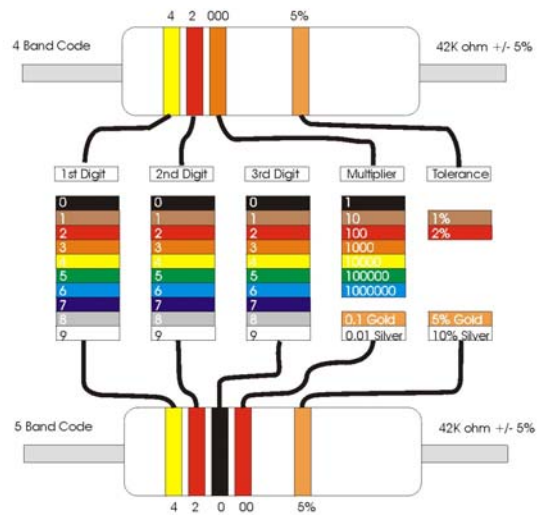 4 2 000 5%
4 Band Code
42K ohm +/- 5%
1st Digit 2nd Digit 3rd Digit Multiplier Tolerance
0 0 0 1
1 1 1 10 1%
2 2 2 100 2%
3 3 3 1000
4 4 4 10000
5 5 5 100000
6 6 6 1000000
7 7 7
8 8 8 0.1 Gold 5% Gold
9 9 9 0.01 Silver 10% Silver
5 Band Code
42K ohm +/- 5%
4 2 0 00 5%